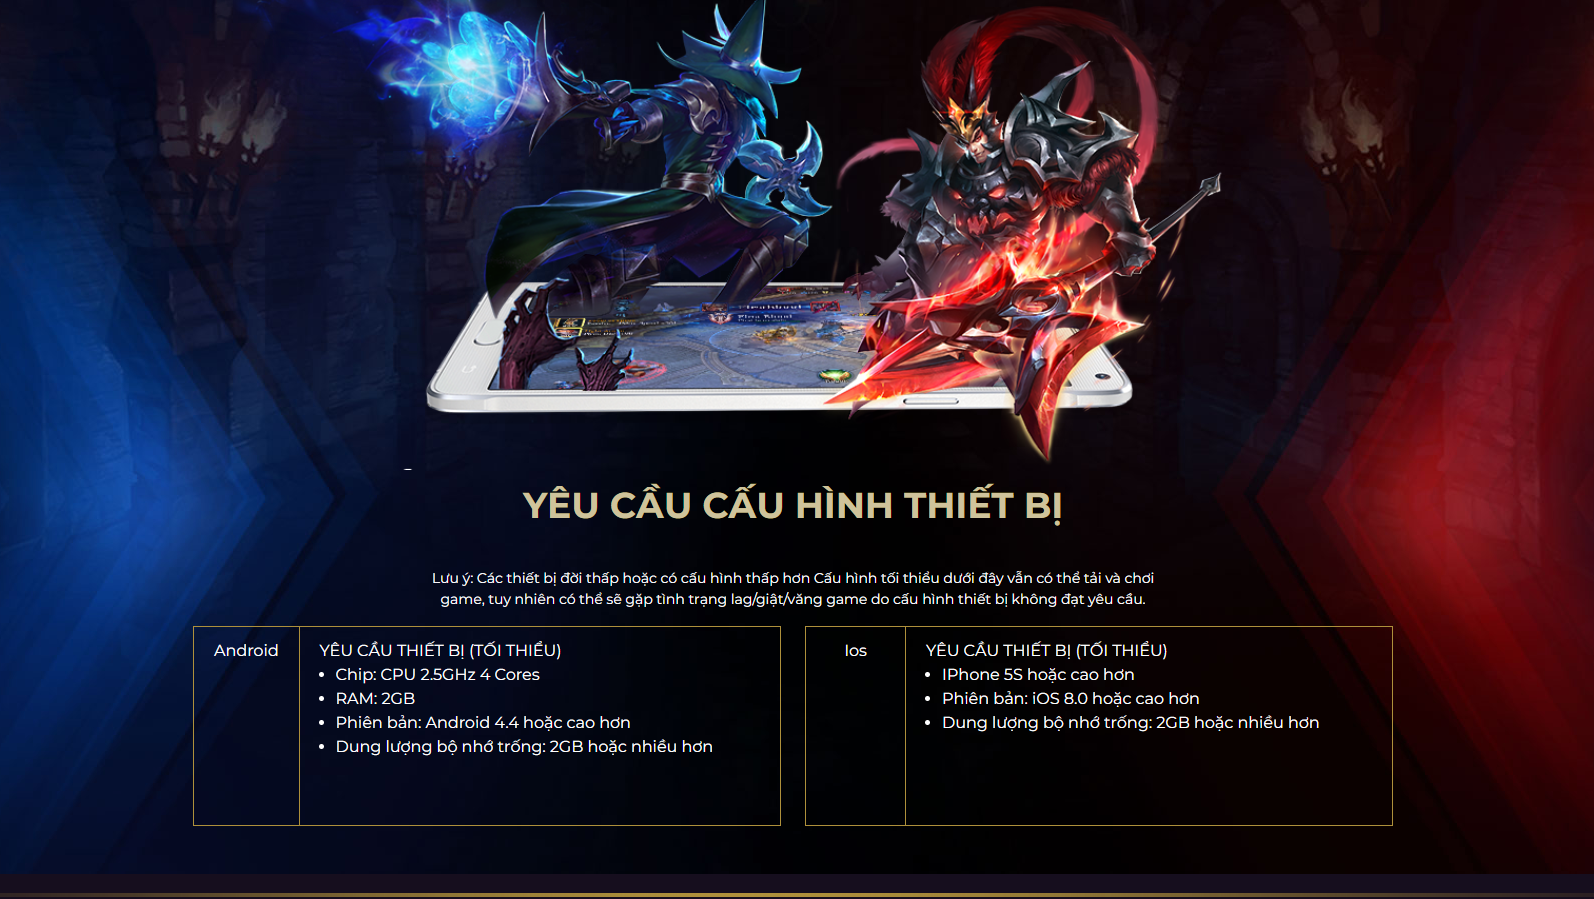 YÊU CẦU CẤU HÌNH THIẾT BỊ
Lưu ý: Các thiết bị đời thấp hoặc có cấu hình thấp hơn Cấu hình tối thiểu dưới đây vẫn có thể tải và chơi
game, tuy nhiên có thể sẽ gặp tình trạng lag/giật/văng game do cấu hình thiết bị không đạt yêu cầu.
Android
YÊU CẦU THIẾT BỊ (TỐI THIỂU)
• Chip: CPU 2.5GHz 4 Cores
• RAM: 2GB
• Phiên bản: Android 4.4 hoặc cao hơn
• Dung lượng bộ nhớ trống: 2GB hoặc nhiều hơn
Ios
YÊU CẦU THIẾT BỊ (TỐI THIỂU)
• IPhone 5S hoặc cao hơn
• Phiên bản: iOS 8.0 hoặc cao hơn
• Dung lượng bộ nhớ trống: 2GB hoặc nhiều hơn